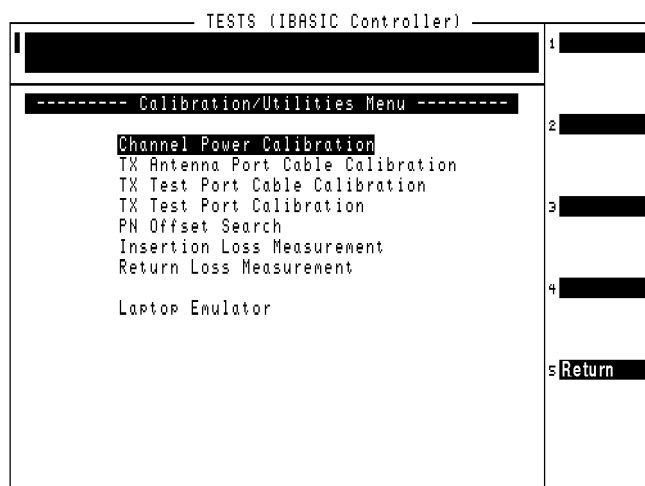 TESTS (IBASIC Controller)
1
--------- Calibration/Utilities Menu ---------
2
Channel Power Calibration
TX Antenna Port Cable Calibration
TX Test Port Cable Calibration
TX Test Port Calibration
3
PN Offset Search
Insertion Loss Measurement
Return Loss Measurement
4
Laptop Emulator
5 Return